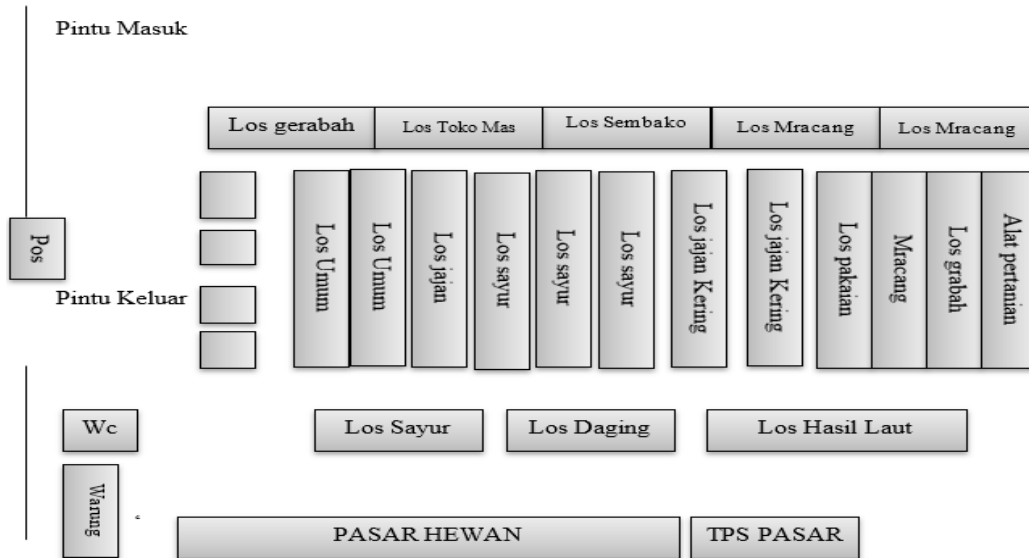 Pintu Masuk
Los gerabah
Los Toko Mas
Los Sembako
Los Mracang
Los Mracang
Pos
Pintu Keluar
Los Umum
Los Umum
Los jajan
Los sayur
Los sayur
Los sayur
Los jajan Kering
Los jajan Kering
Los pakaian
Mracang
Los grabah
Alat pertanian
Wc
Los Sayur
Los Daging
Los Hasil Laut
Warung
PASAR HEWAN
TPS PASAR